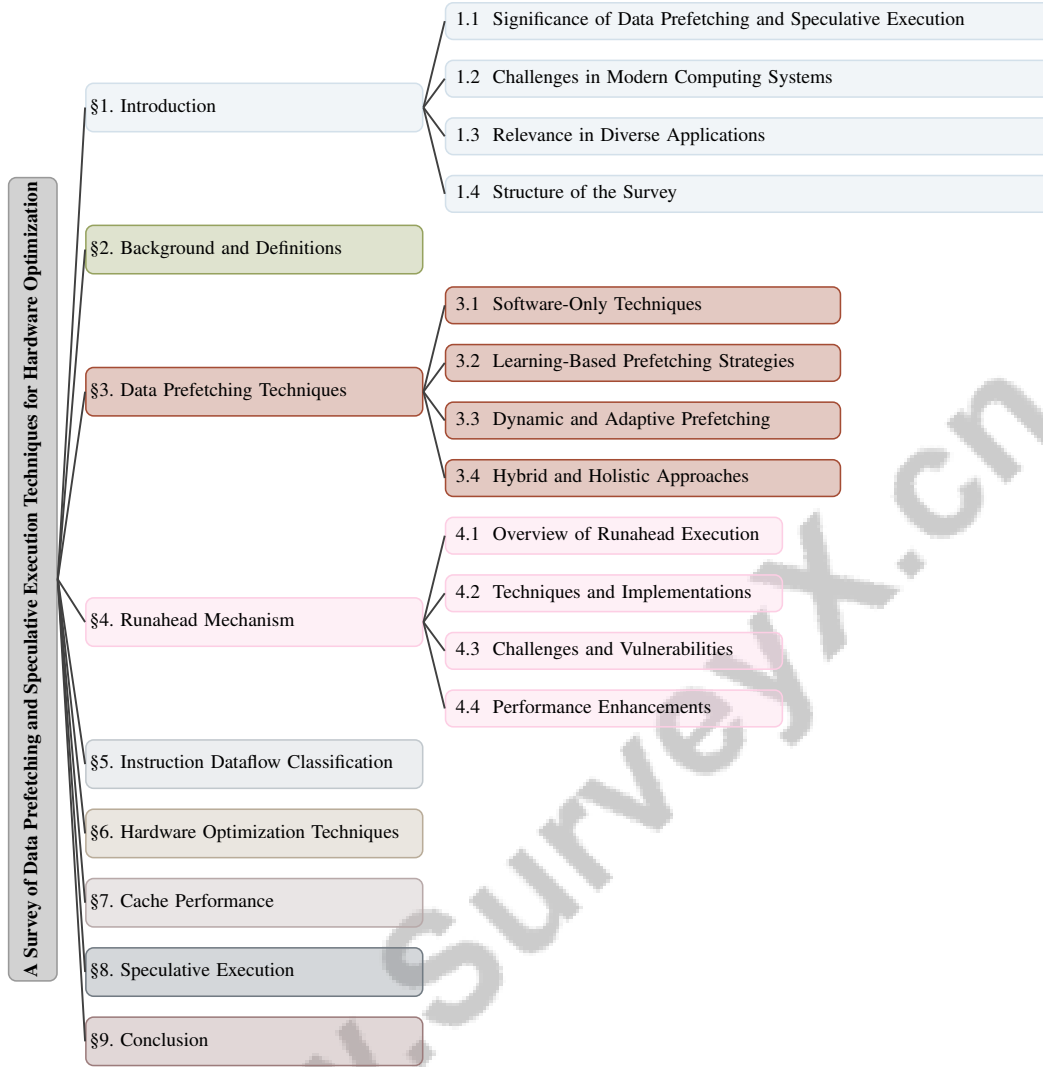 A Survey of Data Prefetching and Speculative Execution Techniques for Hardware Optimization
§1. Introduction
1.1 Significance of Data Prefetching and Speculative Execution
1.2 Challenges in Modern Computing Systems
1.3 Relevance in Diverse Applications
1.4 Structure of the Survey
§2. Background and Definitions
§3. Data Prefetching Techniques
3.1 Software-Only Techniques
3.2 Learning-Based Prefetching Strategies
3.3 Dynamic and Adaptive Prefetching
3.4 Hybrid and Holistic Approaches
§4. Runahead Mechanism
4.1 Overview of Runahead Execution
4.2 Techniques and Implementations
4.3 Challenges and Vulnerabilities
4.4 Performance Enhancements
§5. Instruction Dataflow Classification
§6. Hardware Optimization Techniques
§7. Cache Performance
§8. Speculative Execution
§9. Conclusion
.surveyx.cn